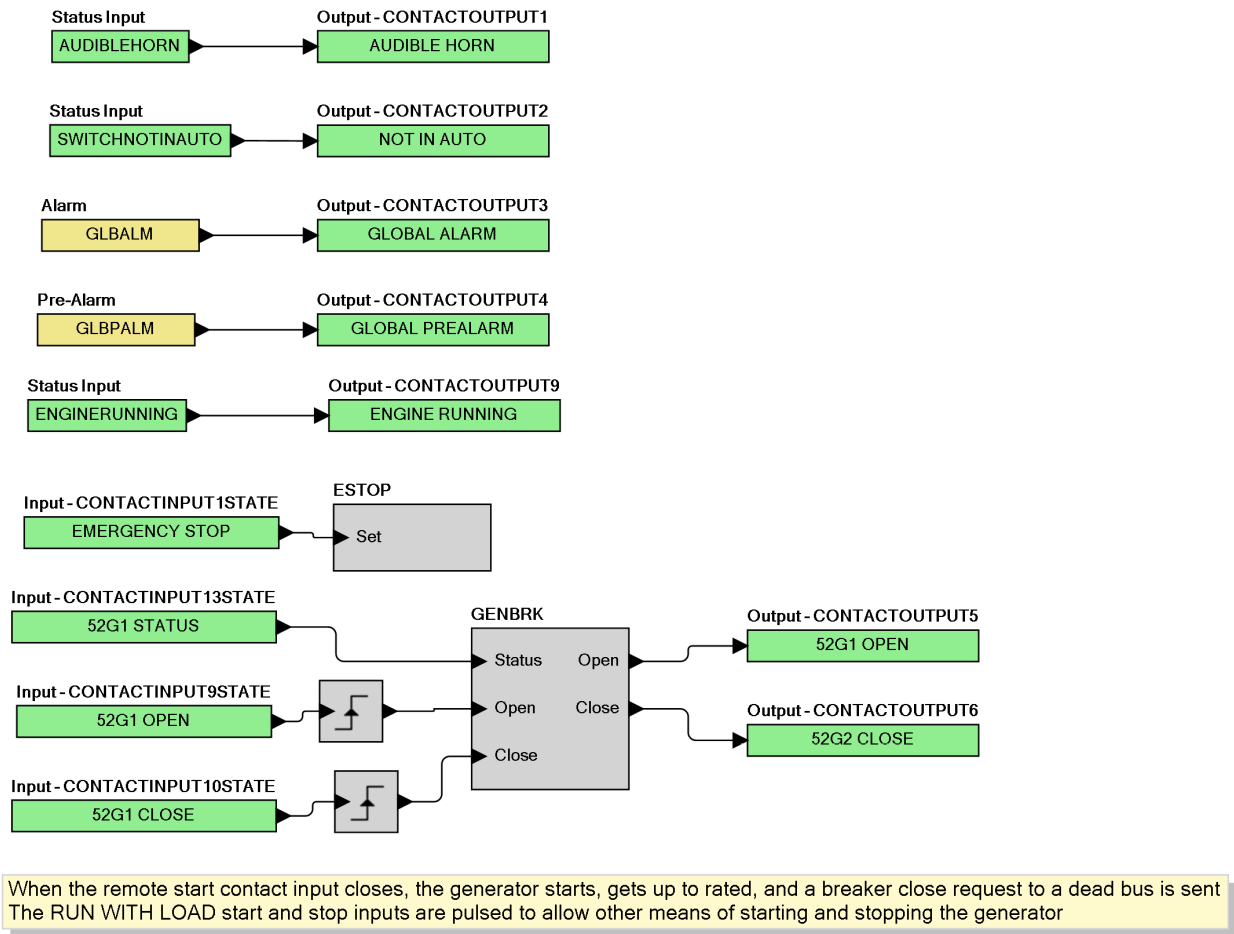 Status Input
Output - CONTACTOUTPUT1
AUDIBLEHORN
AUDIBLE HORN
Status Input
Output - CONTACTOUTPUT2
SWITCHNOTINAUTO
NOT IN AUTO
Alarm
Output - CONTACTOUTPUT3
GLBALM
GLOBAL ALARM
Pre-Alarm
Output - CONTACTOUTPUT4
GLBPALM
GLOBAL PREALARM
Status Input
Output - CONTACTOUTPUT9
ENGINERUNNING
ENGINE RUNNING
Input - CONTACTINPUT1STATE
EMERGENCY STOP
ESTOP
Set
Input - CONTACTINPUT13STATE
52G1 STATUS
Input - CONTACTINPUT9STATE
52G1 OPEN
Input - CONTACTINPUT10STATE
52G1 CLOSE
GENBRK
Status
Open
Open
Close
Close
Output - CONTACTOUTPUT5
52G1 OPEN
Output - CONTACTOUTPUT6
52G2 CLOSE
When the remote start contact input closes, the generator starts, gets up to rated, and a breaker close request to a dead bus is sent
The RUN WITH LOAD start and stop inputs are pulsed to allow other means of starting and stopping the generator